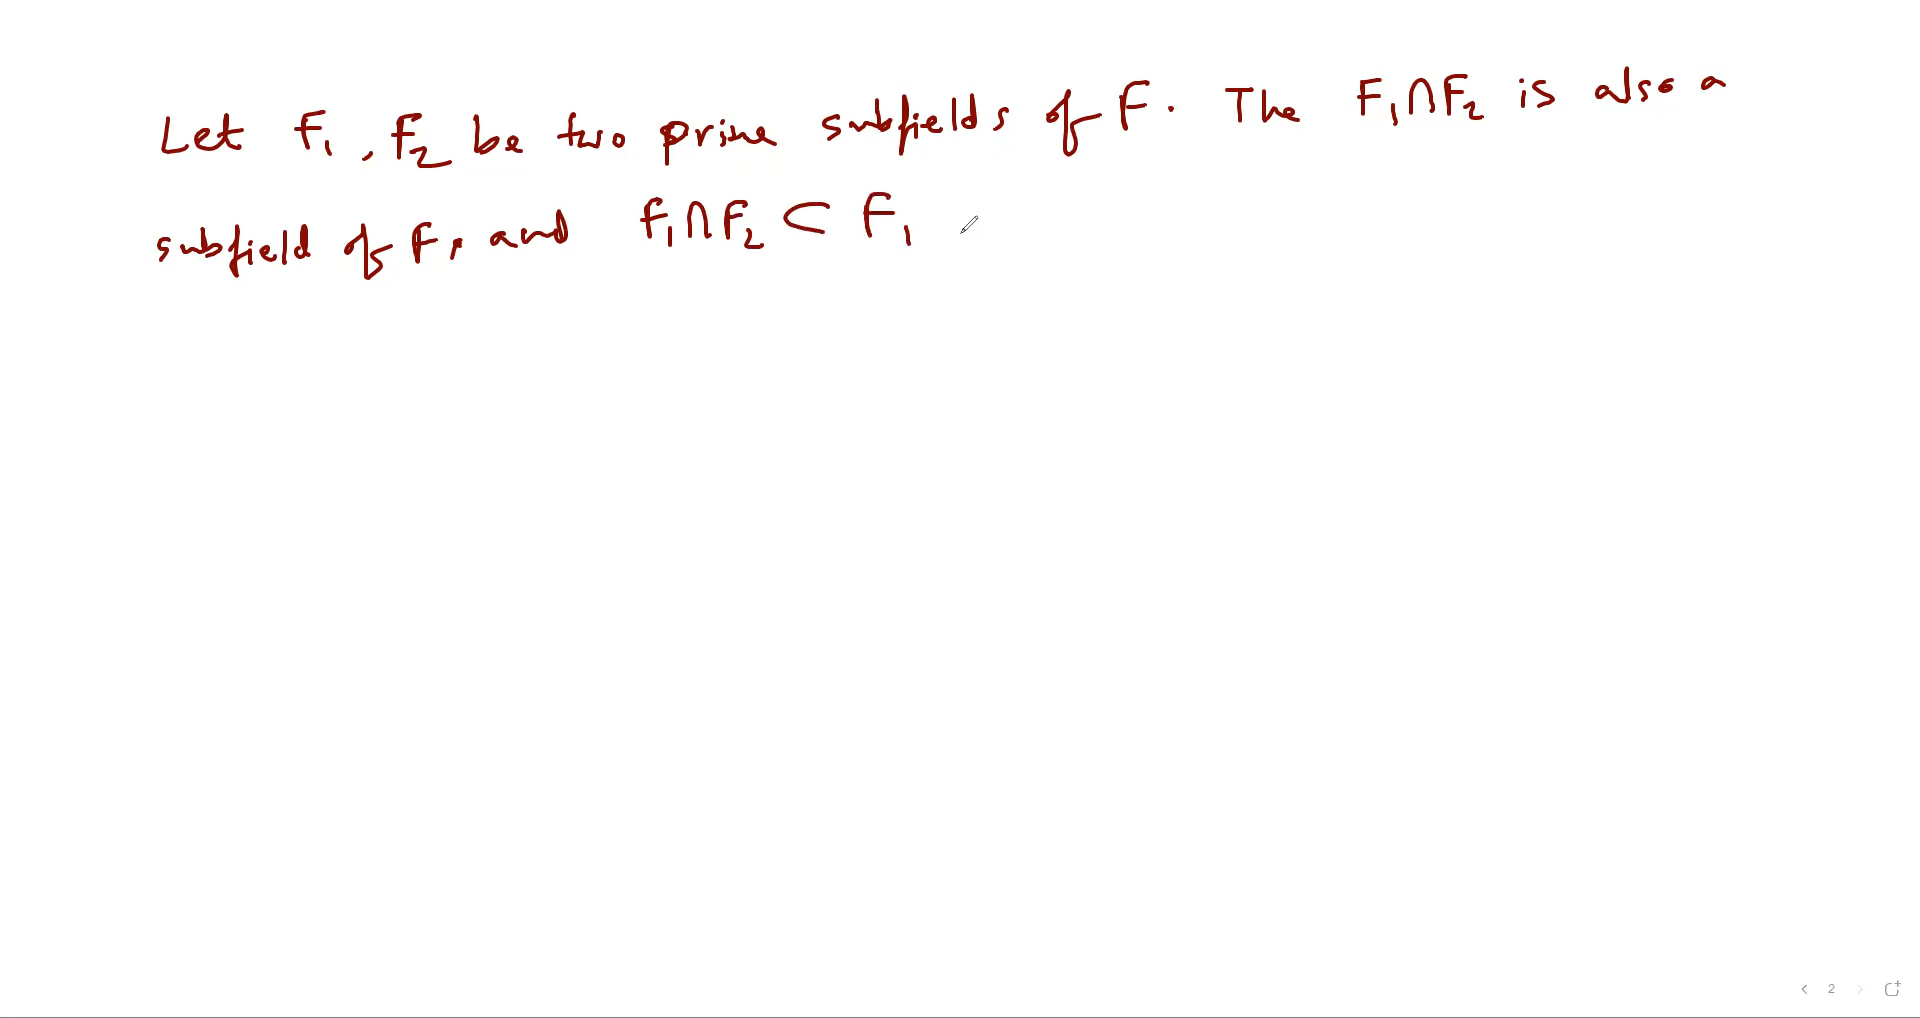 Let F₁, F₂ be two prime subfields of F. The F₁∩F₂ is also a
subfield of F, and F₁∩F₂ ⊂ F₁
2